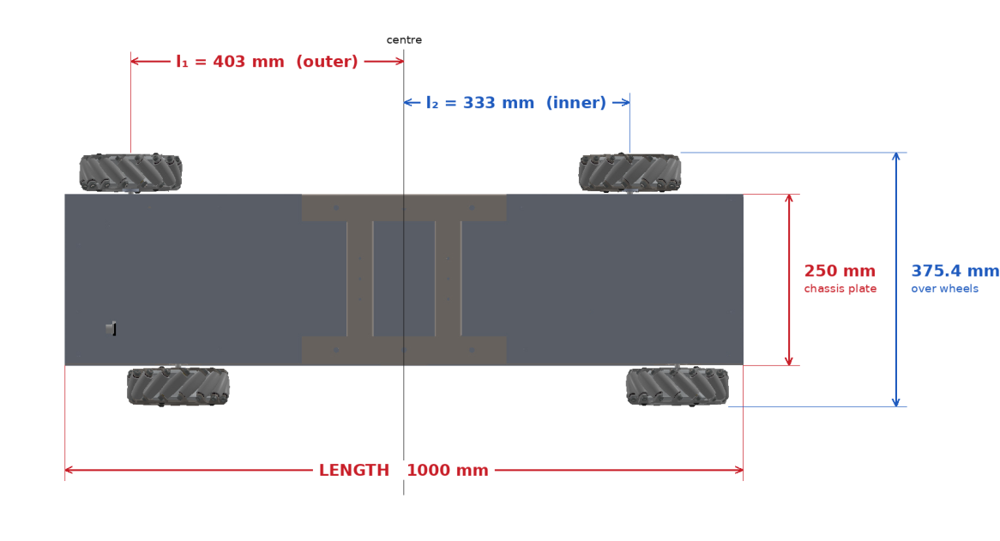 centre
l₁ = 403 mm  (outer)
l₂ = 333 mm  (inner)
250 mm
chassis plate
375.4 mm
over wheels
LENGTH   1000 mm